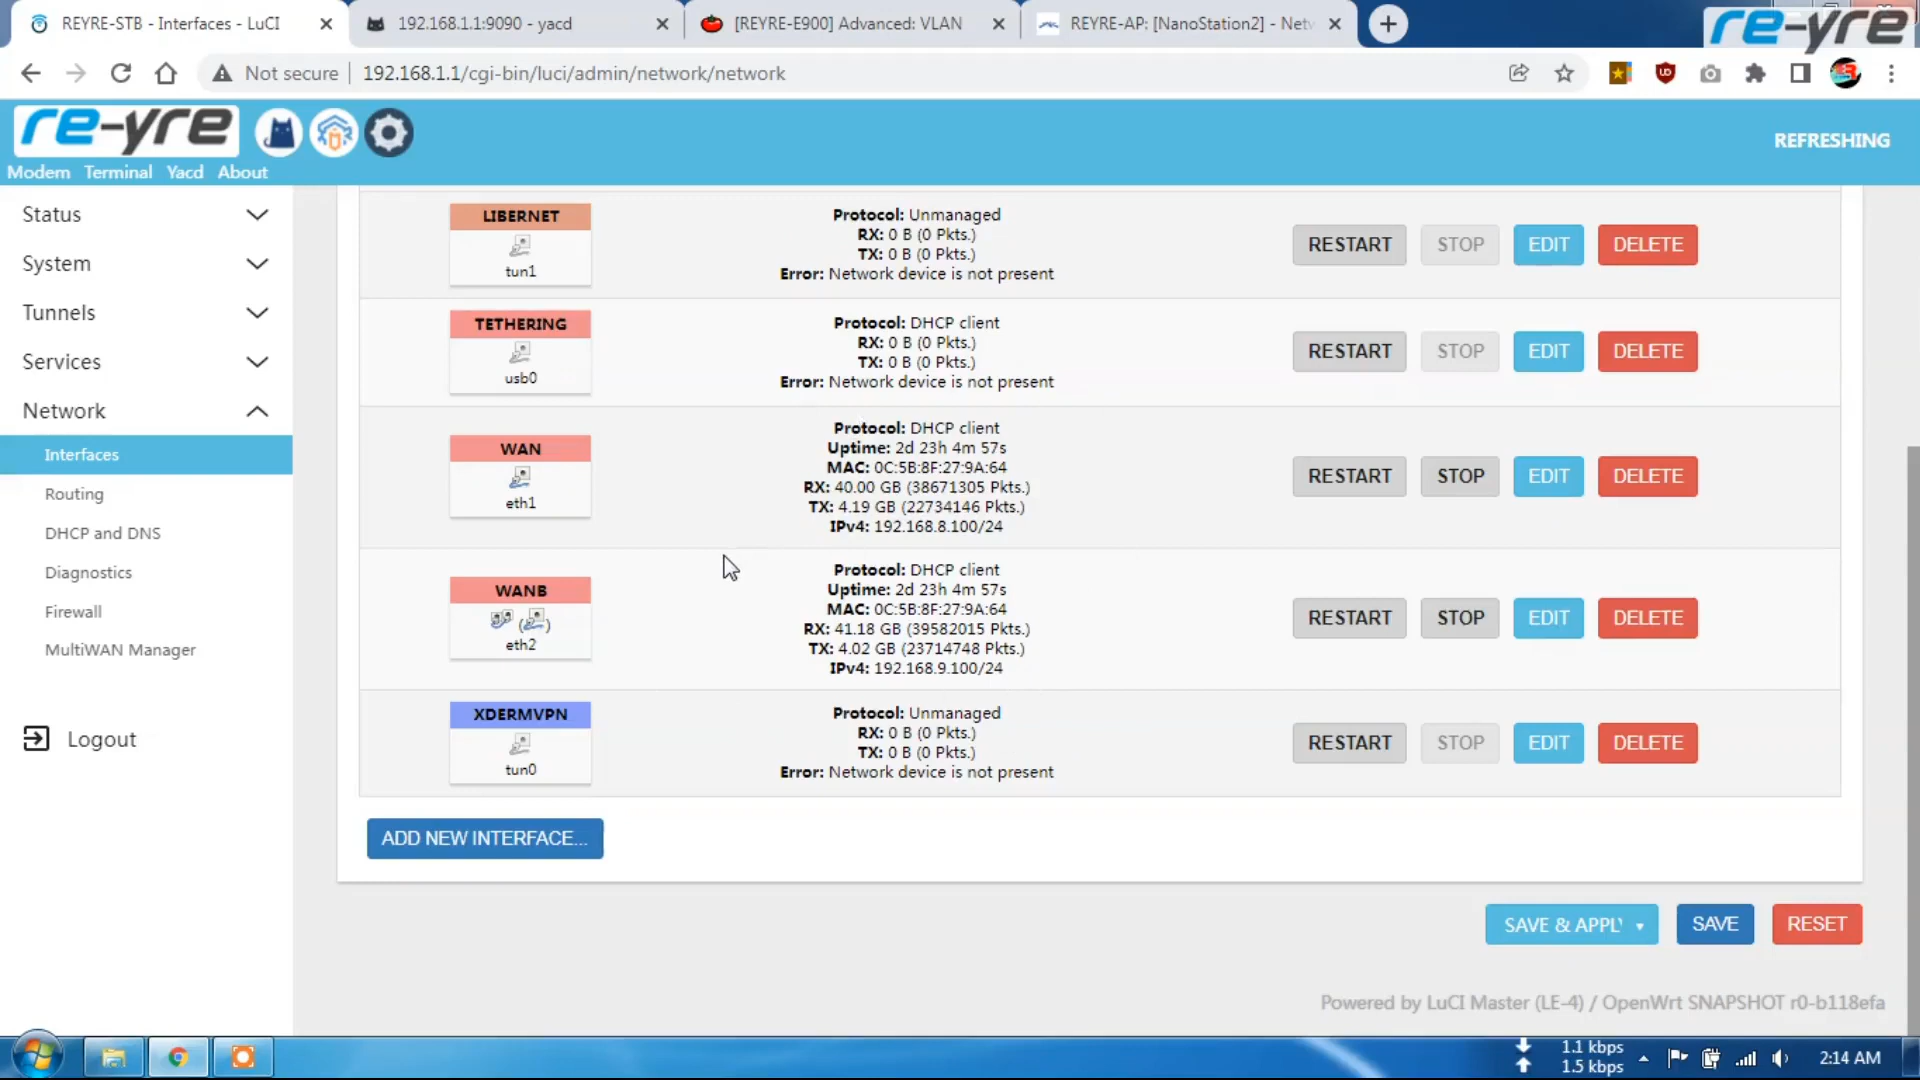 REYRE-STB - Interfaces - LuCI
192.168.1.1:9090 - yacd
[REYRE-E900] Advanced: VLAN
REYRE-AP: [NanoStation2] - Netw
re-yre
Not secure
192.168.1.1/cgi-bin/luci/admin/network/network
re-yre
REFRESHING
Modem Terminal Yacd About
Status
System
Tunnels
Services
Network
Interfaces
Routing
DHCP and DNS
Diagnostics
Firewall
MultiWAN Manager
Logout
LIBERNET
tun1
Protocol: Unmanaged
RX: 0 B (0 Pkts.)
TX: 0 B (0 Pkts.)
Error: Network device is not present
RESTART STOP EDIT DELETE
TETHERING
usb0
Protocol: DHCP client
RX: 0 B (0 Pkts.)
TX: 0 B (0 Pkts.)
Error: Network device is not present
RESTART STOP EDIT DELETE
WAN
eth1
Protocol: DHCP client
Uptime: 2d 23h 4m 57s
MAC: 0C:5B:8F:27:9A:64
RX: 40.00 GB (38671305 Pkts.)
TX: 4.19 GB (22734146 Pkts.)
IPv4: 192.168.8.100/24
RESTART STOP EDIT DELETE
WANB
( )
eth2
Protocol: DHCP client
Uptime: 2d 23h 4m 57s
MAC: 0C:5B:8F:27:9A:64
RX: 41.18 GB (39582015 Pkts.)
TX: 4.02 GB (23714748 Pkts.)
IPv4: 192.168.9.100/24
RESTART STOP EDIT DELETE
XDERMVPN
tun0
Protocol: Unmanaged
RX: 0 B (0 Pkts.)
TX: 0 B (0 Pkts.)
Error: Network device is not present
RESTART STOP EDIT DELETE
ADD NEW INTERFACE...
SAVE & APPLY SAVE RESET
Powered by LuCI Master (LE-4) / OpenWrt SNAPSHOT r0-b118efa
1.1 kbps
1.5 kbps
2:14 AM